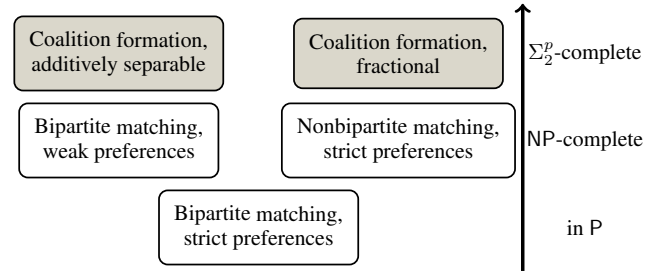 Coalition formation,
additively separable
Coalition formation,
fractional
Σ₂ᵖ-complete
Bipartite matching,
weak preferences
Nonbipartite matching,
strict preferences
NP-complete
Bipartite matching,
strict preferences
in P